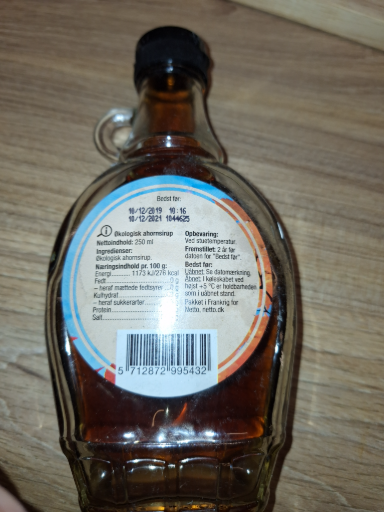 Bedst før:
10/12/2019 10:16
10/12/2021 1044625
Økologisk ahornsirup
Nettoindhold: 250 ml
Ingredienser:
Økologisk ahornsirup.
Næringsindhold pr. 100 g:
Energi 1173 kJ/276 kcal
Fedt
– heraf mættede fedtsyrer
Kulhydrat
– heraf sukkerarter
Protein
Salt
Opbevaring:
Ved stuetemperatur.
Fremstillet: 2 år før
datoen for "Bedst før".
Bedst før:
Uåbnet: Se datomærkning.
Åbnet: I køleskabet ved
højst +5 °C er holdbarheden
som i uåbnet stand.
Pakket i Frankrig for
Netto, netto.dk
5 712872 995432